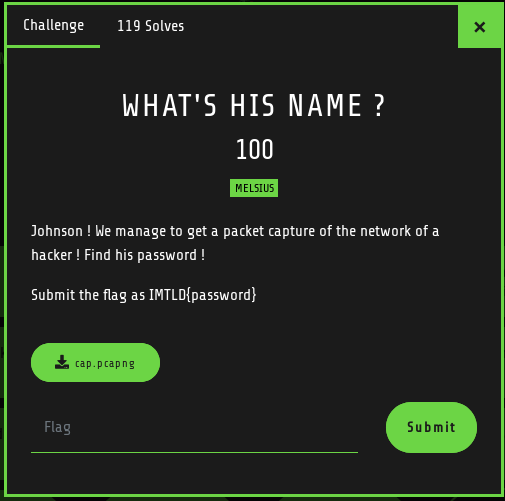 Challenge
119 Solves
×
WHAT'S HIS NAME ?
100
MELSIUS
Johnson ! We manage to get a packet capture of the network of a
hacker ! Find his password !
Submit the flag as IMTLD{password}
cap.pcapng
Flag
Submit